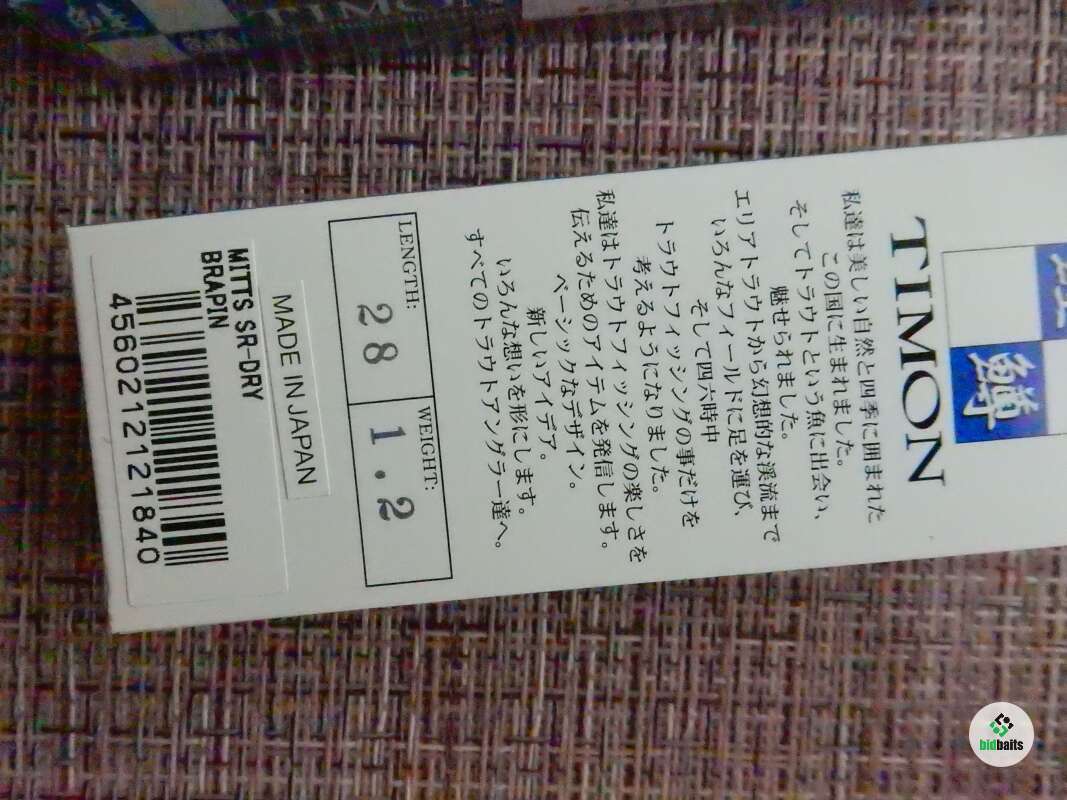 TIMON
鱒
TIMON
私達は美しい自然と四季に囲まれた
この国に生まれました。
そしてトラウトという魚に出会い、
魅せられました。
エリアトラウトから幻想的な渓流まで
いろんなフィールドに足を運び、
そして四六時中
トラウトフィッシングの事だけを
考えるようになりました。
私達はトラウトフィッシングの楽しさを
伝えるためのアイテムを発信します。
ベーシックなデザイン。
新しいアイデア。
いろんな想いを形にします。
すべてのトラウトアングラー達へ。
LENGTH: WEIGHT:
28 1.2
MADE IN JAPAN
MITTS SR-DRY
BRAPIN
4560212121840
bidbaits